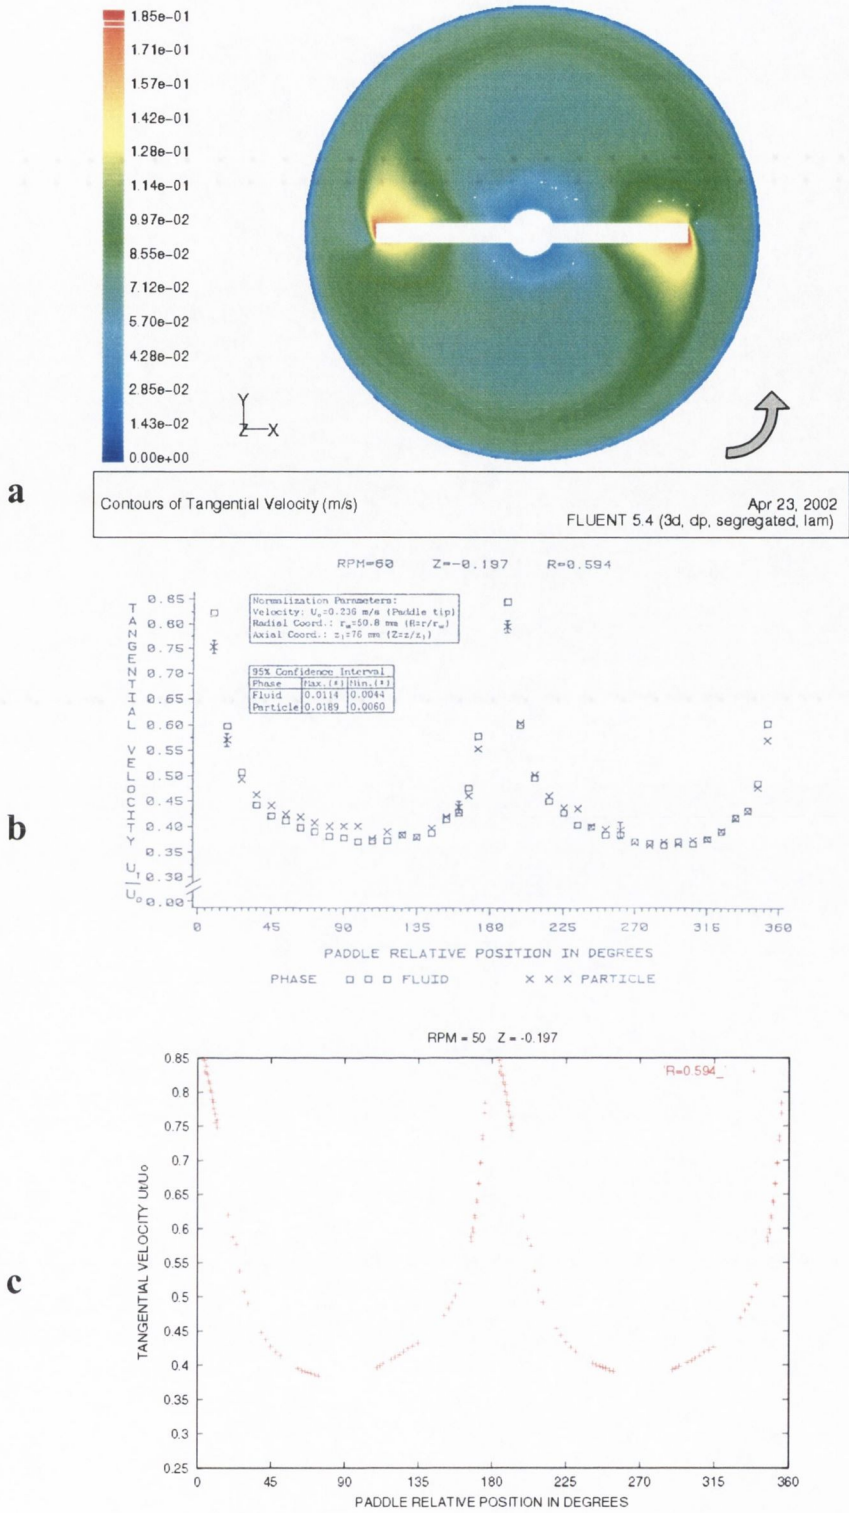 1.85e-01
1.71e-01
1.57e-01
1.42e-01
1.28e-01
1.14e-01
9.97e-02
8.55e-02
7.12e-02
5.70e-02
4.28e-02
2.85e-02
1.43e-02
0.00e+00
Y
Z X
a
Contours of Tangential Velocity (m/s)
Apr 23, 2002
FLUENT 5.4 (3d, dp, segregated, lam)
RPM=60 Z=-0.197 R=0.594
Normalization Parameters:
Velocity: U₀=0.236 m/s (Paddle tip)
Radial Coord.: =50.8 mm
Axial Coord.: =76 mm
95% Confidence Interval
Phase Max.(±) Min.(±)
Fluid 0.0114 0.0044
Particle 0.0189 0.0060
TANGENTIAL VELOCITY Uₜ/U₀
0.85
0.80
0.75
0.70
0.65
0.60
0.55
0.50
0.45
0.40
0.35
0.30
0.00
b
0 45 90 135 180 225 270 315 360
PADDLE RELATIVE POSITION IN DEGREES
PHASE FLUID PARTICLE
RPM = 50 Z = -0.197
'R=0.594_'
TANGENTIAL VELOCITY Ut/Uo
0.85
0.8
0.75
0.7
0.65
0.6
0.55
0.5
0.45
0.4
0.35
0.3
0.25
c
0 45 90 135 180 225 270 315 360
PADDLE RELATIVE POSITION IN DEGREES